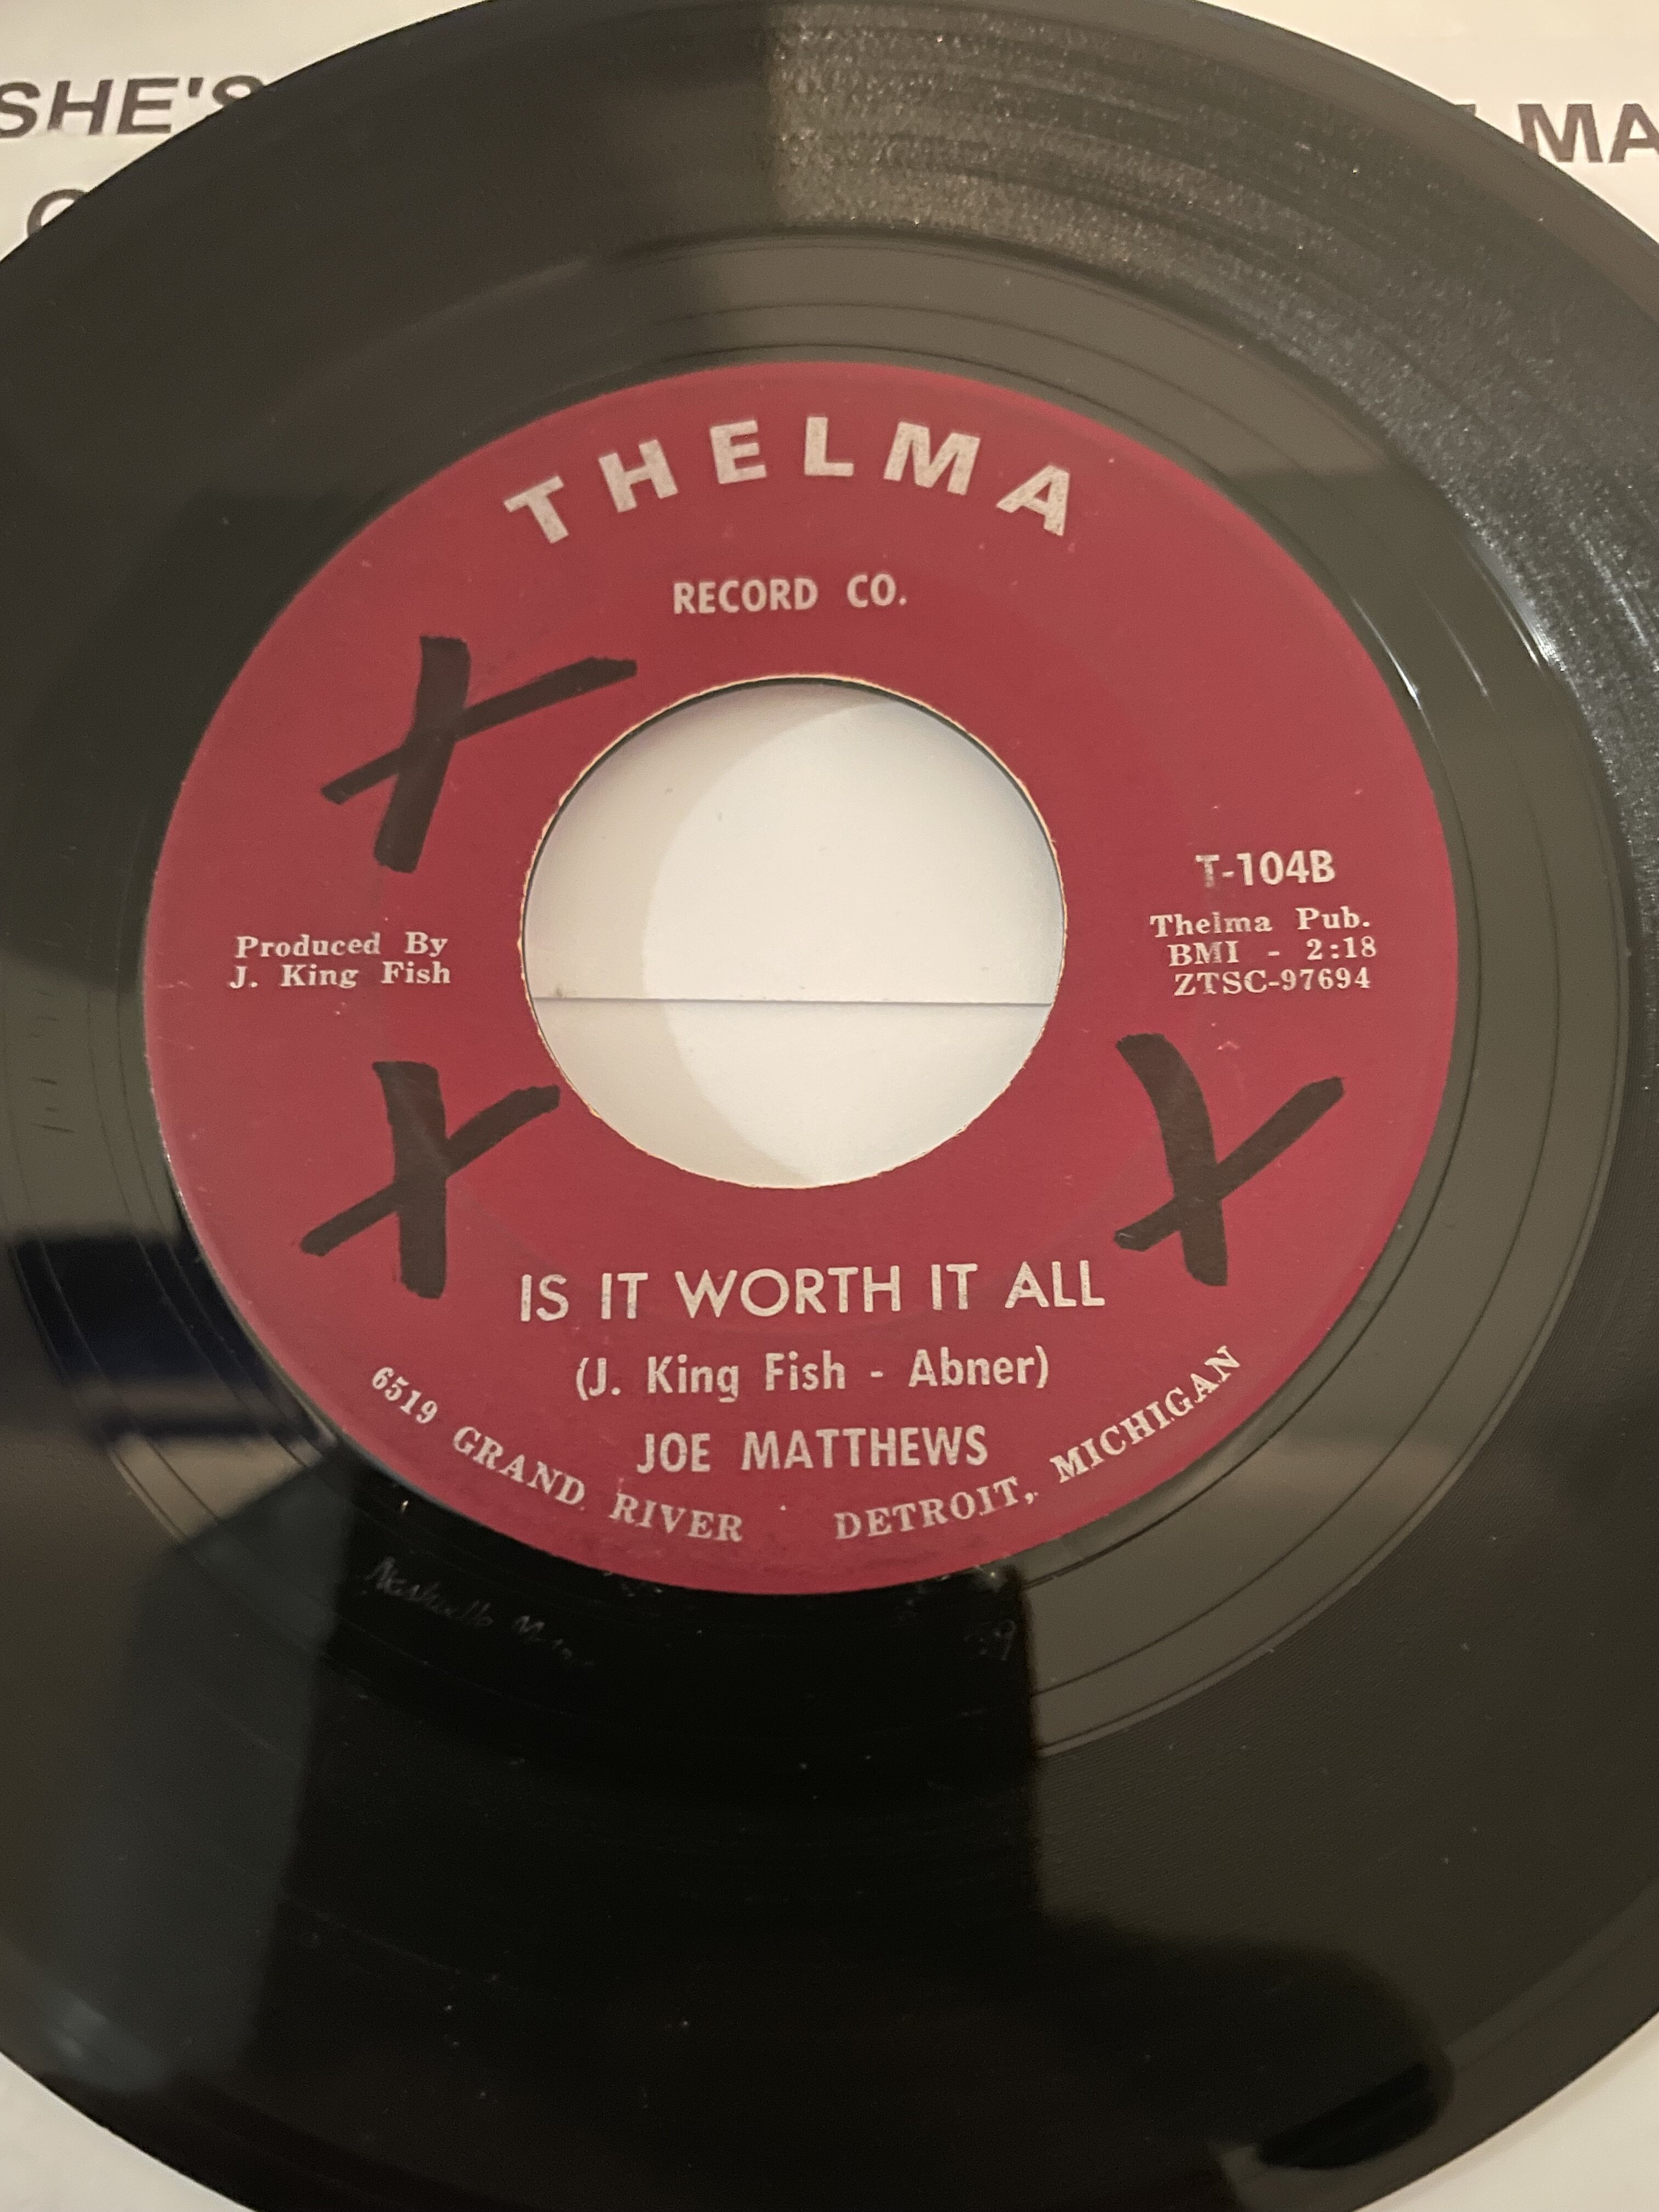 SHE'S
MA
THELMA
RECORD CO.
T-104B
Thelma Pub.
BMI - 2:18
ZTSC-97694
Produced By
J. King Fish
IS IT WORTH IT ALL
(J. King Fish - Abner)
JOE MATTHEWS
6519 GRAND RIVER DETROIT, MICHIGAN